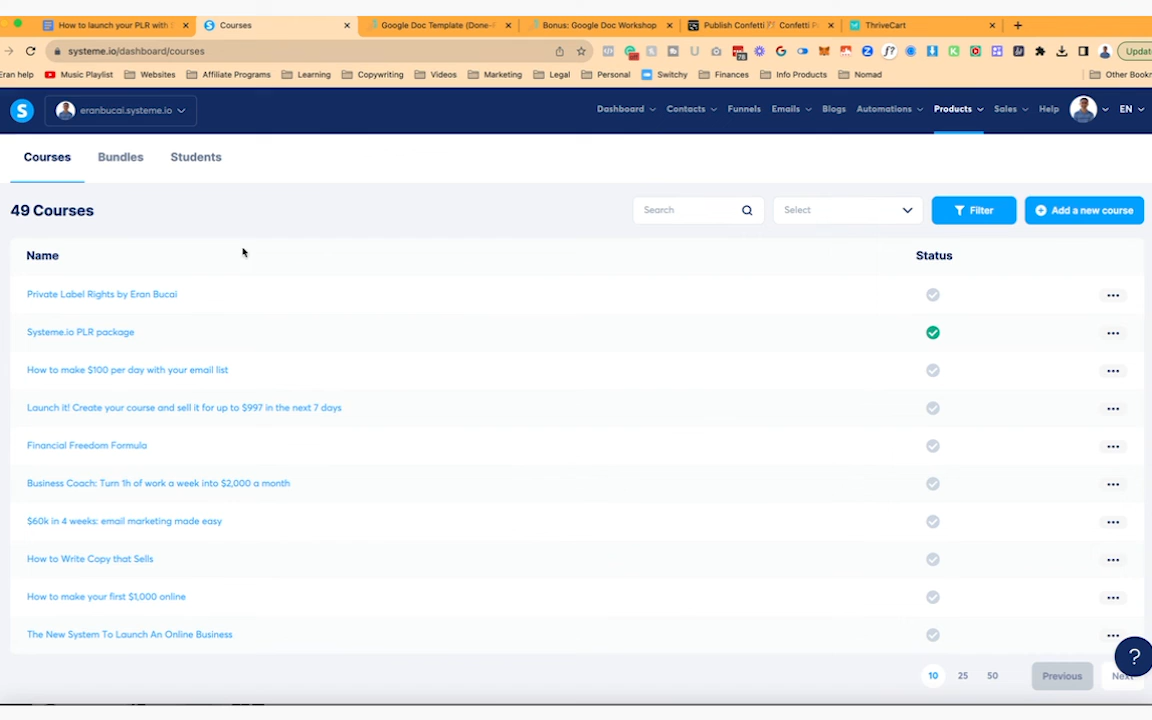 How to launch your PLR with T
Courses
Google Doc Template (Done-
Bonus: Google Doc Workshop
Publish Confetti Confetti P
ThriveCart
systeme.io/dashboard/courses
Updat
Eran help
Music Playlist
Websites
Affiliate Programs
Learning
Copywriting
Videos
Marketing
Legal
Personal
Switchy
Finances
Info Products
Nomad
Other Bookm
S
eranbucai.systeme.io
Dashboard
Contacts
Funnels
Emails
Blogs
Automations
Products
Sales
Help
EN
Courses
Bundles
Students
49 Courses
Search
Select
Filter
Add a new course
Name
Status
Private Label Rights by Eran Bucai
Systeme.io PLR package
How to make $100 per day with your email list
Launch it! Create your course and sell it for up to $997 in the next 7 days
Financial Freedom Formula
Business Coach: Turn 1h of work a week into $2,000 a month
$60k in 4 weeks: email marketing made easy
How to Write Copy that Sells
How to make your first $1,000 online
The New System To Launch An Online Business
10
25
50
Previous
Next
?